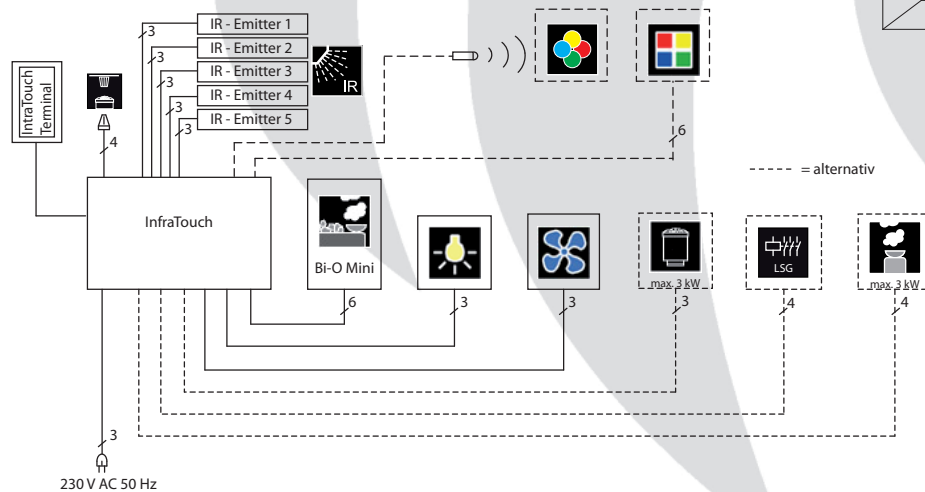 3
IR - Emitter 1
3
IR - Emitter 2
3
IR - Emitter 3
3
IR - Emitter 4
3
IR - Emitter 5
IR
IntraTouch
Terminal
4
6
= alternativ
InfraTouch
Bi-O Mini
LSG
max. 3 kW
max. 3 kW
6
3
3
3
4
4
3
230 V AC 50 Hz